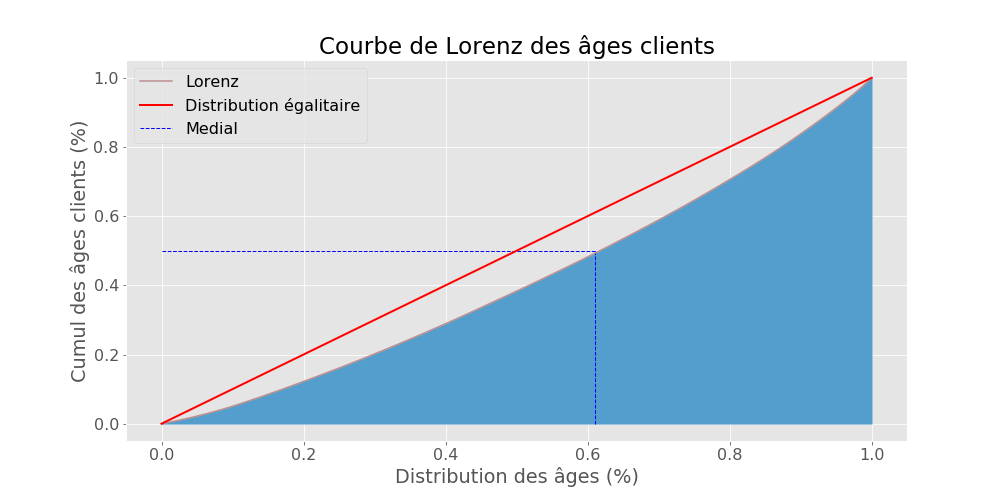 Courbe de Lorenz des âges clients
Lorenz
Distribution égalitaire
Medial
Cumul des âges clients (%)
1.0
0.8
0.6
0.4
0.2
0.0
0.0 0.2 0.4 0.6 0.8 1.0
Distribution des âges (%)